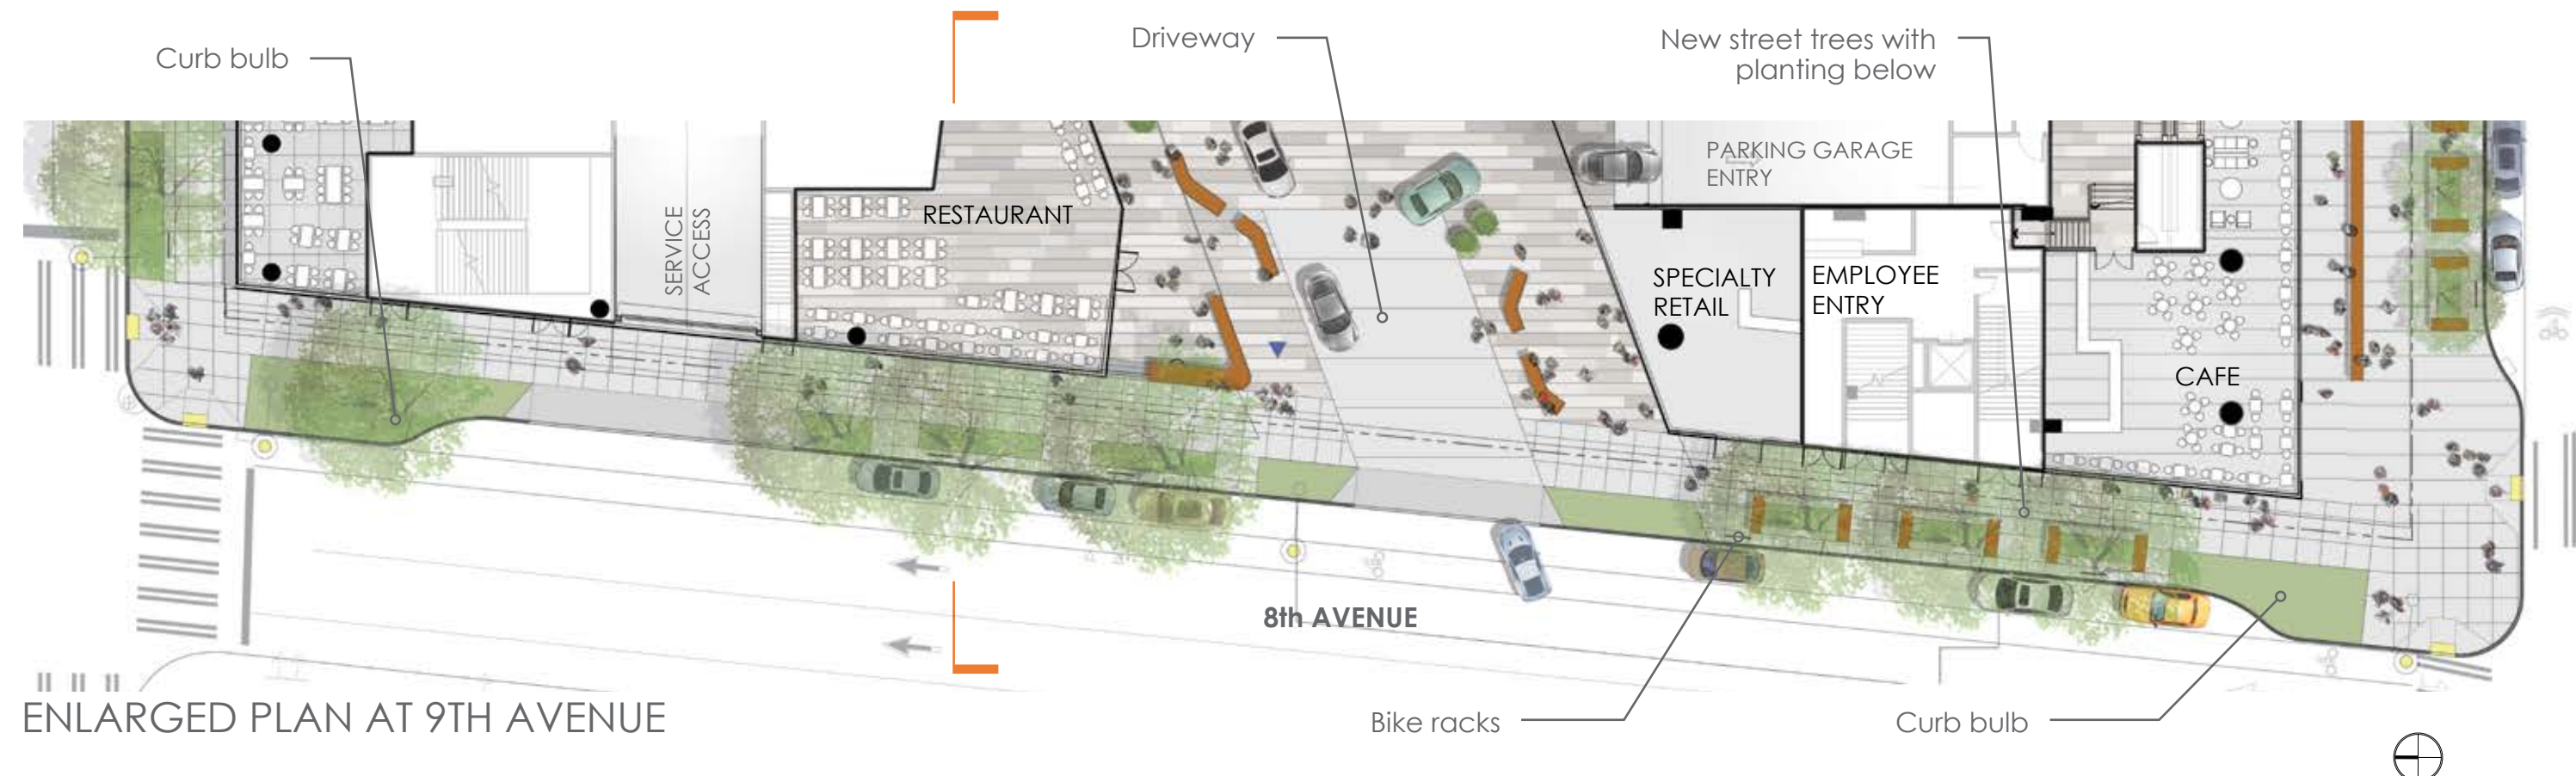 Curb bulb
Driveway
New street trees with
planting below
PARKING GARAGE
ENTRY
RESTAURANT
SERVICE
ACCESS
SPECIALTY
RETAIL
EMPLOYEE
ENTRY
CAFE
8th AVENUE
ENLARGED PLAN AT 9TH AVENUE
Bike racks
Curb bulb